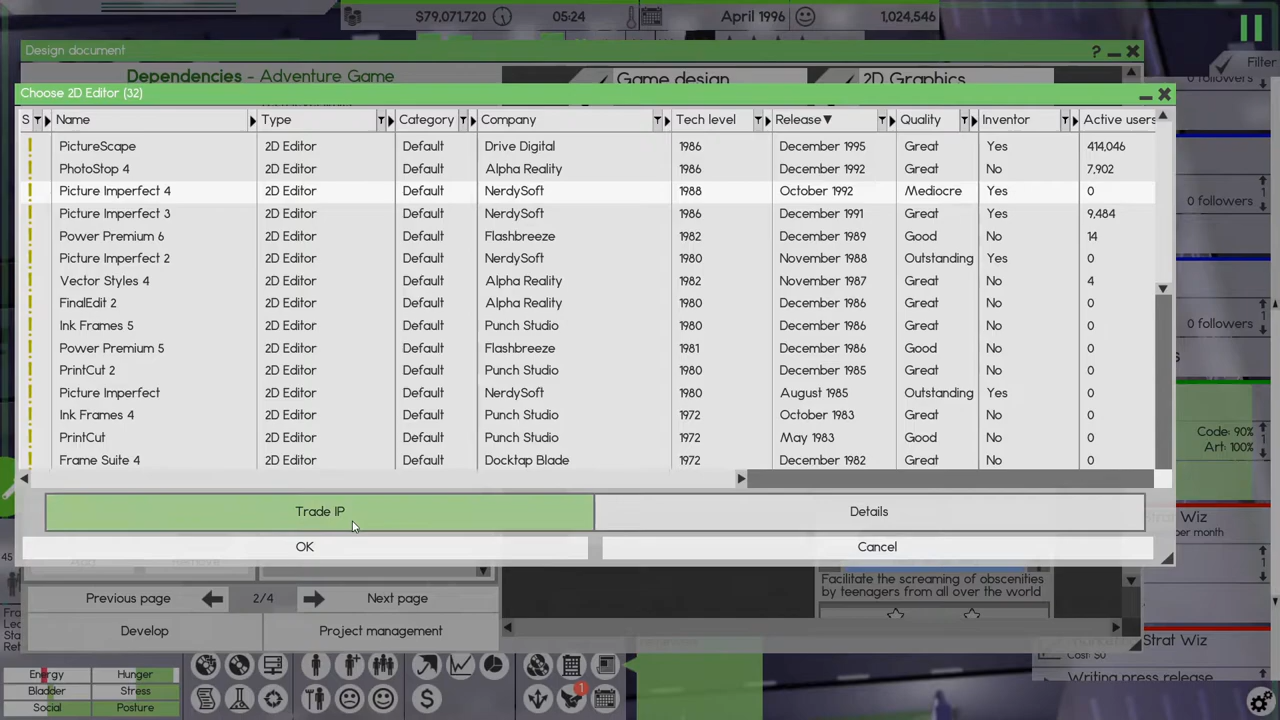 $79,071,720 05:24 April 1996 1,024,546
Design document ?
Filter
Dependencies - Adventure Game Game design 2D Graphics
0 followers
Choose 2D Editor (32)
S Name Type Category Company Tech level Release▼ Quality Inventor Active users
PictureScape 2D Editor Default Drive Digital 1986 December 1995 Great Yes 414,046
PhotoStop 4 2D Editor Default Alpha Reality 1986 December 1992 Great No 7,902
Picture Imperfect 4 2D Editor Default NerdySoft 1988 October 1992 Mediocre Yes 0
0 followers
Picture Imperfect 3 2D Editor Default NerdySoft 1986 December 1991 Great Yes 9,484
Power Premium 6 2D Editor Default Flashbreeze 1982 December 1989 Good No 14
Picture Imperfect 2 2D Editor Default NerdySoft 1980 November 1988 Outstanding Yes 0
Vector Styles 4 2D Editor Default Alpha Reality 1982 November 1987 Great No 4
FinalEdit 2 2D Editor Default Alpha Reality 1980 December 1986 Great No 0
Ink Frames 5 2D Editor Default Punch Studio 1980 December 1986 Great No 0
0 followers
Power Premium 5 2D Editor Default Flashbreeze 1981 December 1986 Good No 0
PrintCut 2 2D Editor Default Punch Studio 1980 December 1985 Great No 0
Picture Imperfect 2D Editor Default NerdySoft 1980 August 1985 Outstanding Yes 0
Ink Frames 4 2D Editor Default Punch Studio 1972 October 1983 Great No 0
PrintCut 2D Editor Default Punch Studio 1972 May 1983 Good No 0
Code: 90%
Art: 100%
Frame Suite 4 2D Editor Default Docktap Blade 1972 December 1982 Great No 0
Trade IP Details
Strat Wiz
per month
OK Cancel
Facilitate the screaming of obscenities
by teenagers from all over the world
Previous page 2/4 Next page
Develop Project management
Strat Wiz
Cost: $0
Writing press release
Energy Hunger
Bladder Stress
Social Posture
1